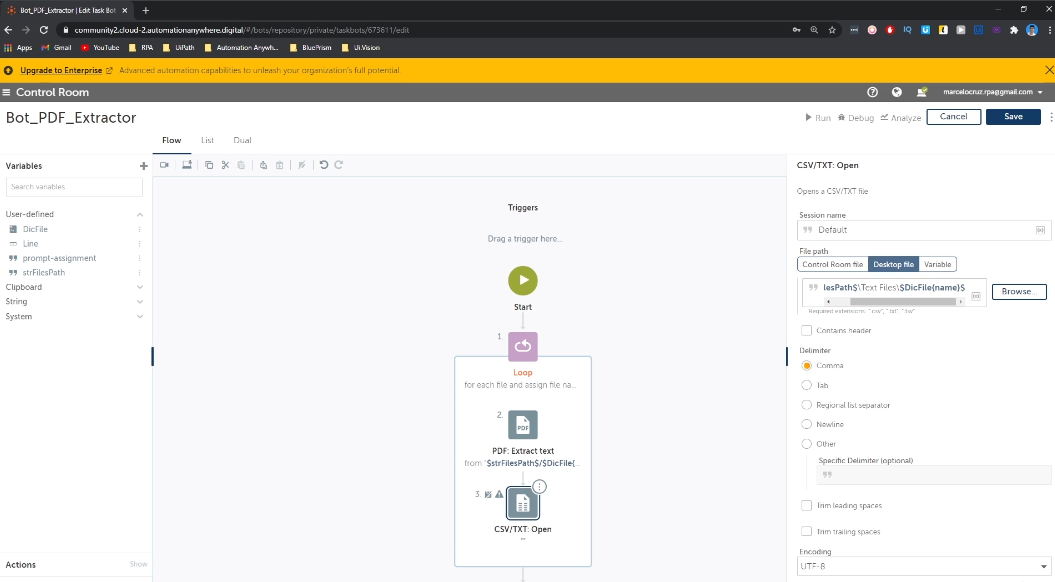 Bot_PDF_Extractor | Edit Task Bot
community2.cloud-2.automationanywhere.digital/#/bots/repository/private/taskbots/673611/edit
Apps Gmail YouTube RPA UiPath Automation Anywh... BluePrism Ui.Vision
Upgrade to Enterprise Advanced automation capabilities to unleash your organization's full potential
Control Room
marcelocruz.rpa@gmail.com
Bot_PDF_Extractor
Run Debug Analyze Cancel Save
Flow List Dual
Variables
Search variables
User-defined
DicFile
Line
prompt-assignment
strFilesPath
Clipboard
String
System
Actions Show
Triggers
Drag a trigger here...
Start
1.
Loop
for each file and assign file na...
2.
PDF
PDF: Extract text
from "$strFilesPath$/$DicFile{...
3.
CSV/TXT: Open
--
CSV/TXT: Open
Opens a CSV/TXT file
Session name
Default
File path
Control Room file Desktop file Variable
lesPath$\Text Files\$DicFile{name}$
Browse...
Required extensions: ".csv", ".txt", ".tsv"
Contains header
Delimiter
Comma
Tab
Regional list separator
Newline
Other
Specific Delimiter (optional)
Trim leading spaces
Trim trailing spaces
Encoding
UTF-8